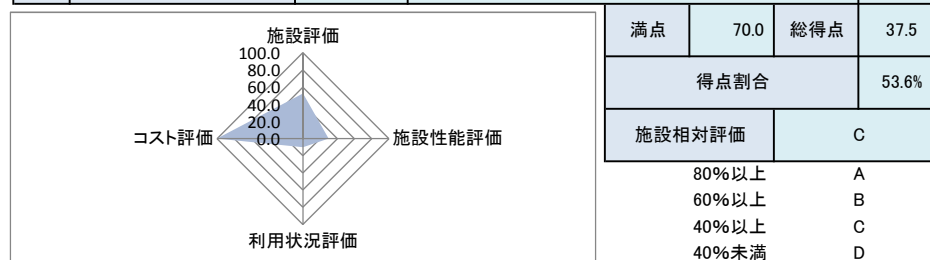 施設評価
100.0
80.0
60.0
40.0
20.0
0.0
コスト評価
施設性能評価
利用状況評価
満点 70.0 総得点 37.5
得点割合 53.6%
施設相対評価 C
80%以上 A
60%以上 B
40%以上 C
40%未満 D